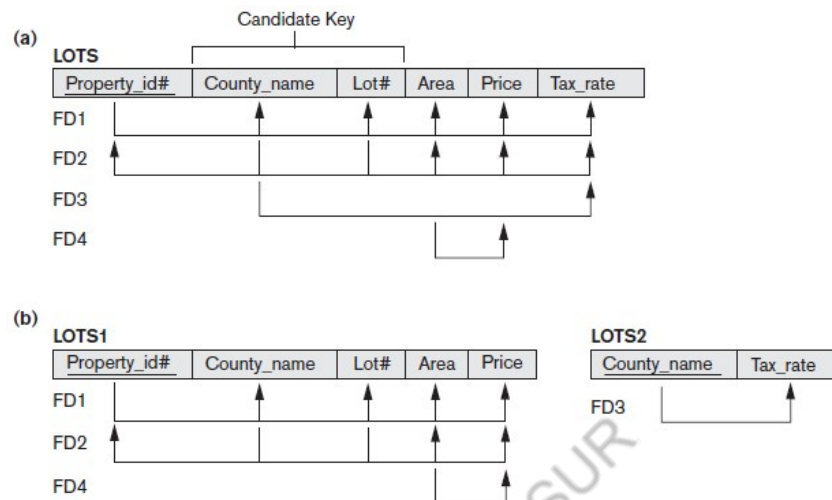 Candidate Key
(a)
LOTS
Property_id# County_name Lot# Area Price Tax_rate
FD1
FD2
FD3
FD4
(b)
LOTS1
Property_id# County_name Lot# Area Price
FD1
FD2
FD4
LOTS2
County_name Tax_rate
FD3
SUR